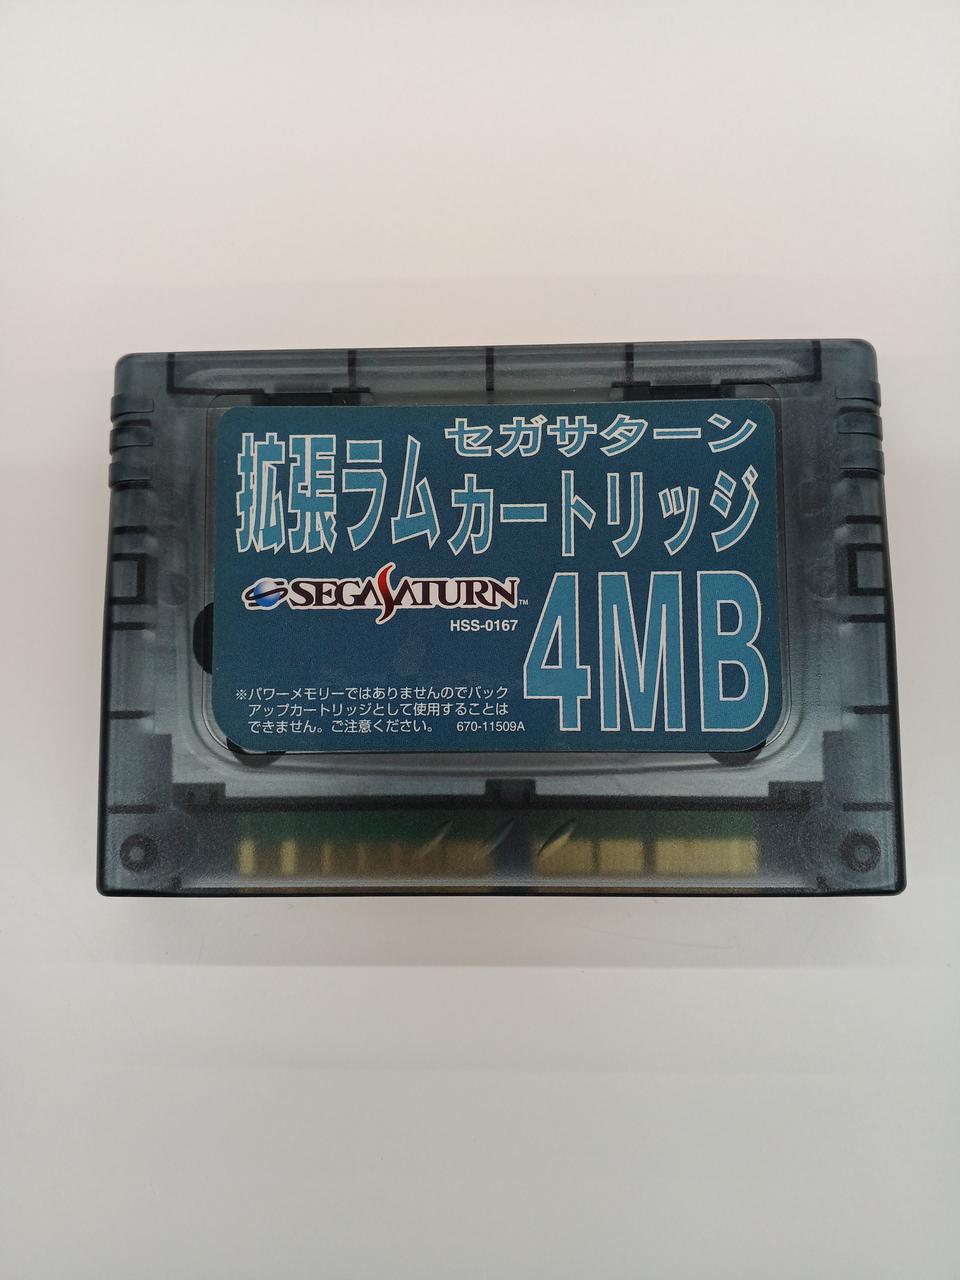 セガサターン
拡張ラムカートリッジ
4MB
SEGASATURN™
HSS-0167
※パワーメモリーではありませんのでバック
アップカートリッジとして使用することは
できません。ご注意ください。 670-11509A